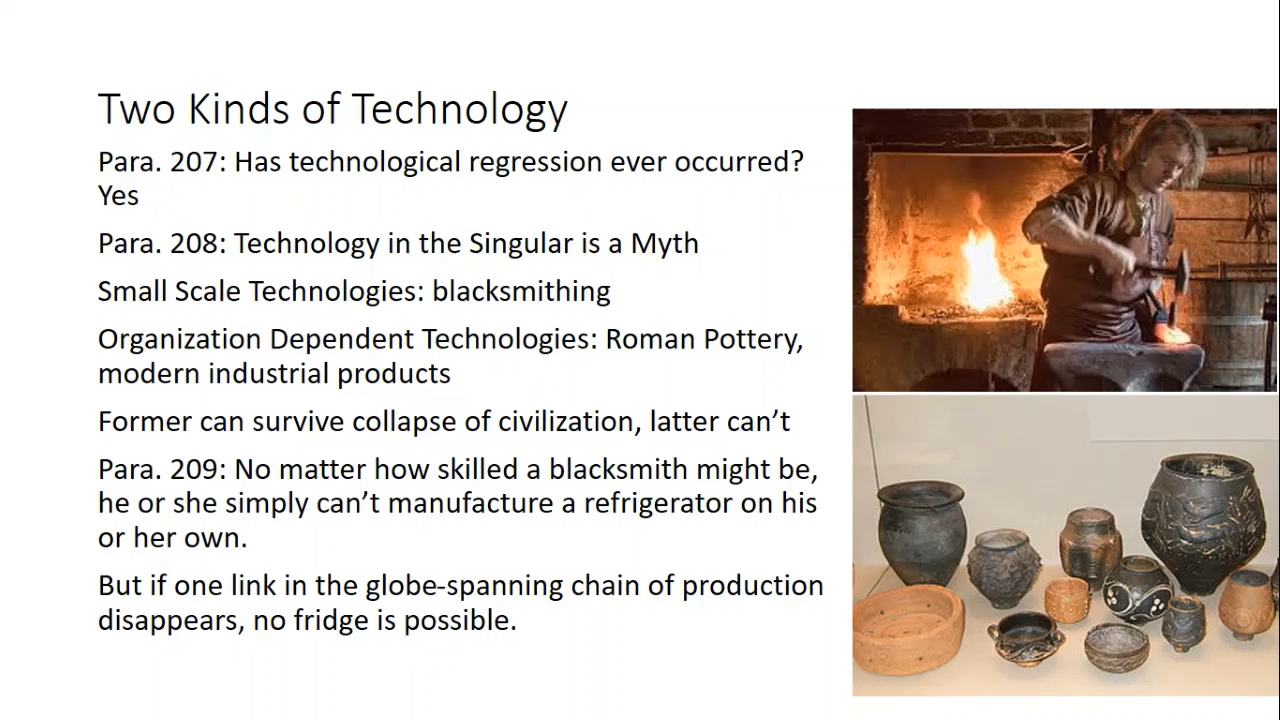 Two Kinds of Technology
Para. 207: Has technological regression ever occurred?
Yes
Para. 208: Technology in the Singular is a Myth
Small Scale Technologies: blacksmithing
Organization Dependent Technologies: Roman Pottery,
modern industrial products
Former can survive collapse of civilization, latter can’t
Para. 209: No matter how skilled a blacksmith might be,
he or she simply can’t manufacture a refrigerator on his
or her own.
But if one link in the globe-spanning chain of production
disappears, no fridge is possible.